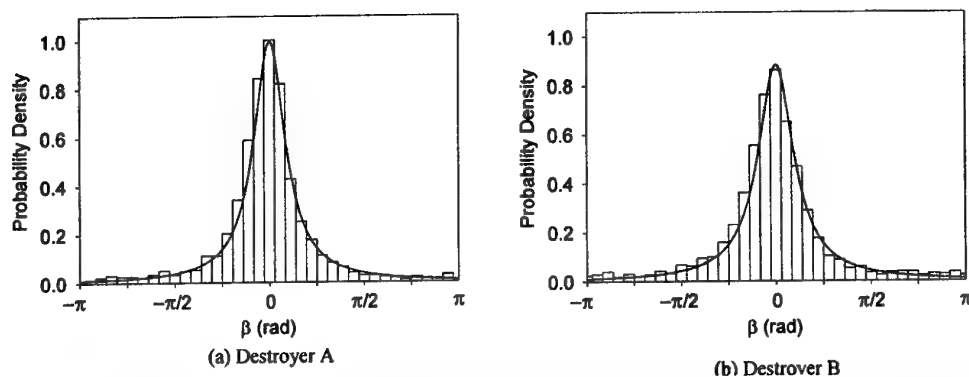 Probability Density
1.0
0.8
0.6
0.4
0.2
0.0
−π
−π/2
0
π/2
π
β (rad)
(a) Destroyer A
Probability Density
1.0
0.8
0.6
0.4
0.2
0.0
−π
−π/2
0
π/2
π
β (rad)
(b) Destroyer B